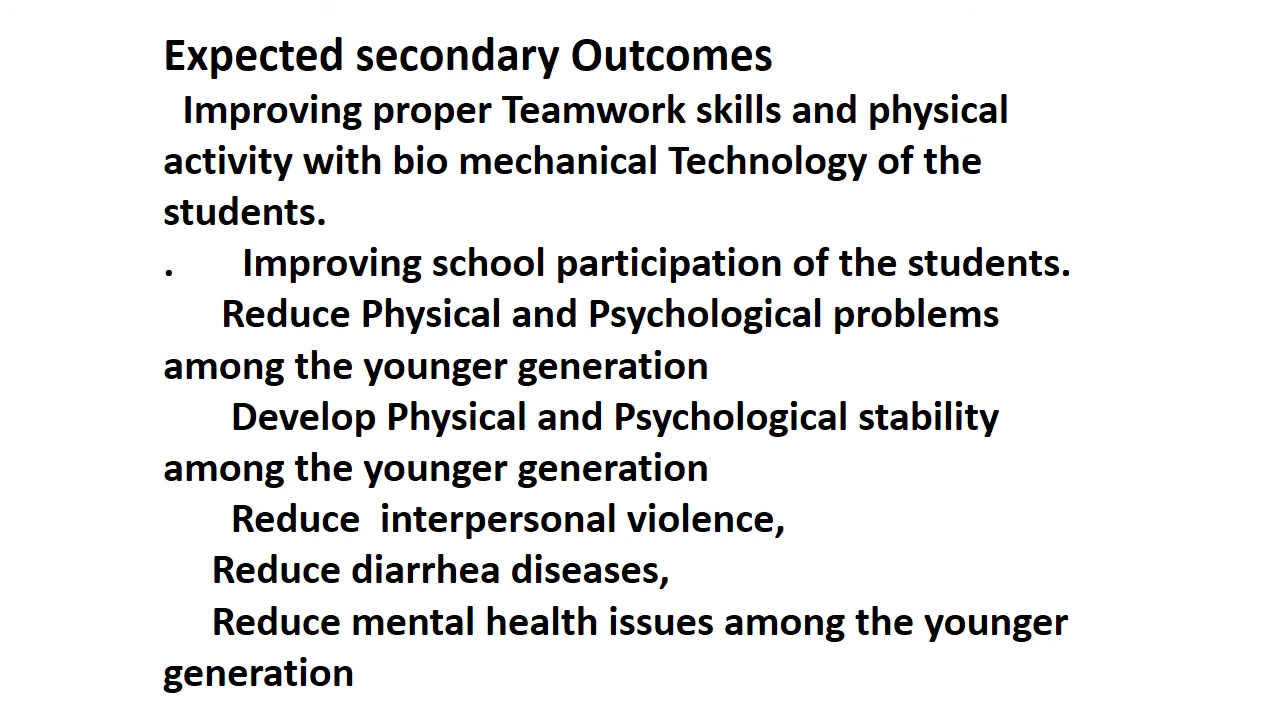 Expected secondary Outcomes
Improving proper Teamwork skills and physical
activity with bio mechanical Technology of the
students.
. Improving school participation of the students.
Reduce Physical and Psychological problems
among the younger generation
Develop Physical and Psychological stability
among the younger generation
Reduce interpersonal violence,
Reduce diarrhea diseases,
Reduce mental health issues among the younger
generation